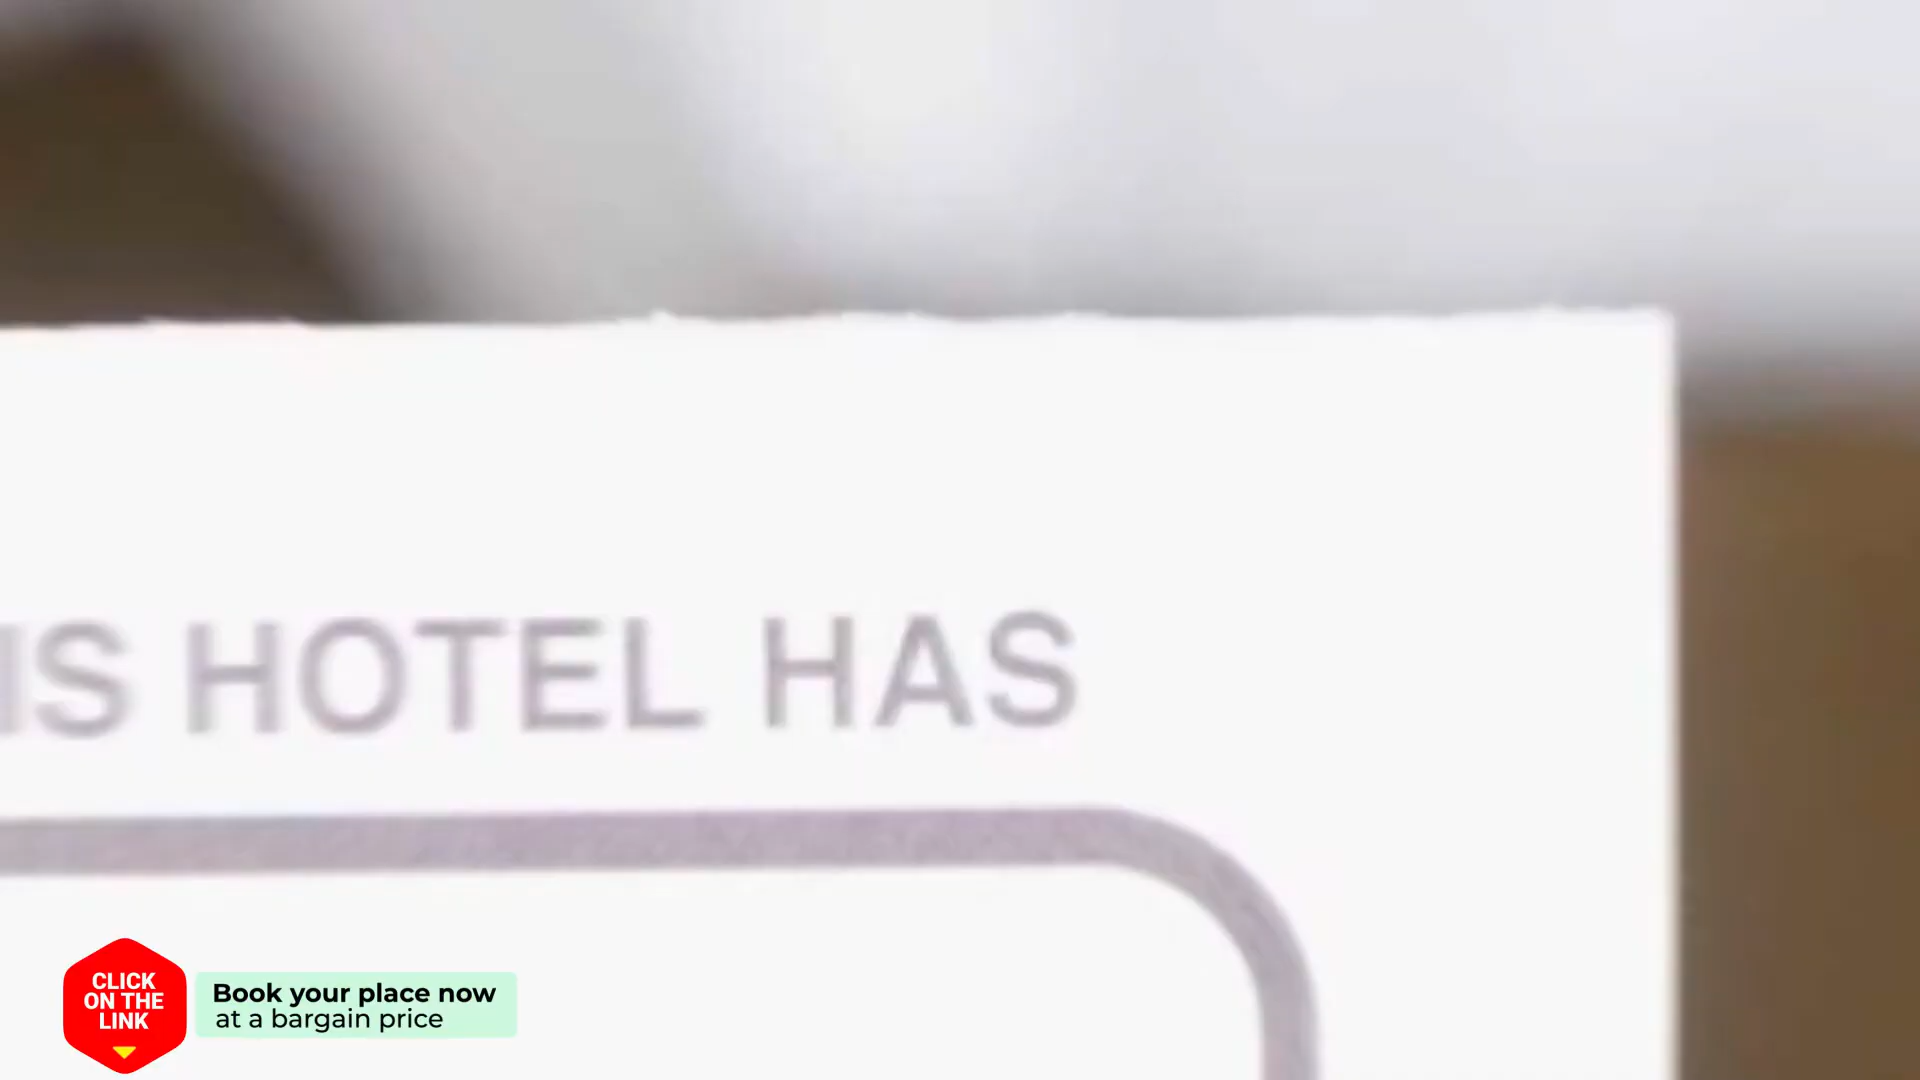 HOTEL HAS
CLICK
ON THE
LINK
Book your place now
at a bargain price